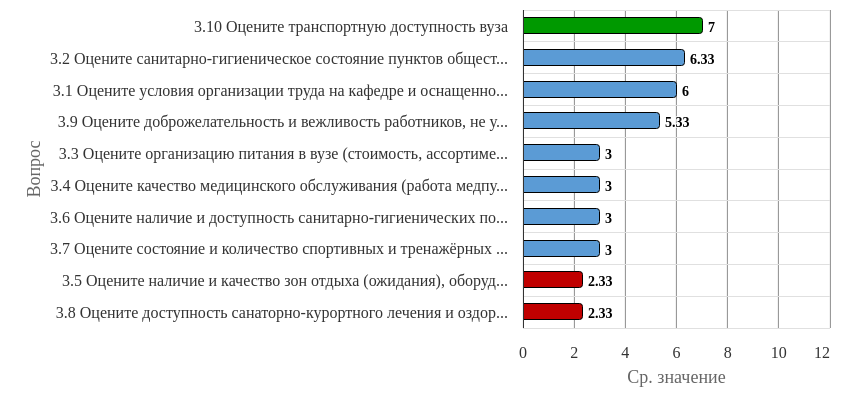 3.10 Оцените транспортную доступность вуза 7
3.2 Оцените санитарно-гигиеническое состояние пунктов общест... 6.33
3.1 Оцените условия организации труда на кафедре и оснащенно... 6
3.9 Оцените доброжелательность и вежливость работников, не у... 5.33
3.3 Оцените организацию питания в вузе (стоимость, ассортиме... 3
3.4 Оцените качество медицинского обслуживания (работа медпу... 3
3.6 Оцените наличие и доступность санитарно-гигиенических по... 3
3.7 Оцените состояние и количество спортивных и тренажёрных ... 3
3.5 Оцените наличие и качество зон отдыха (ожидания), оборуд... 2.33
3.8 Оцените доступность санаторно-курортного лечения и оздор... 2.33
Вопрос
0 2 4 6 8 10 12
Ср. значение